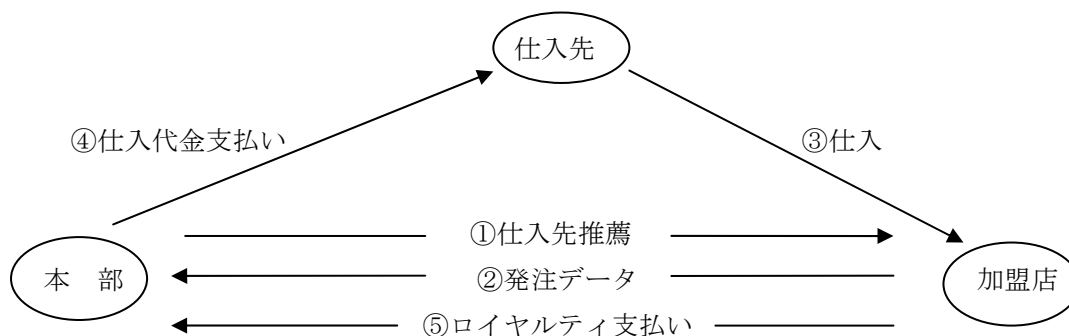 仕入先
④仕入代金支払い
③仕入
①仕入先推薦
本　部
②発注データ
加盟店
⑤ロイヤルティ支払い